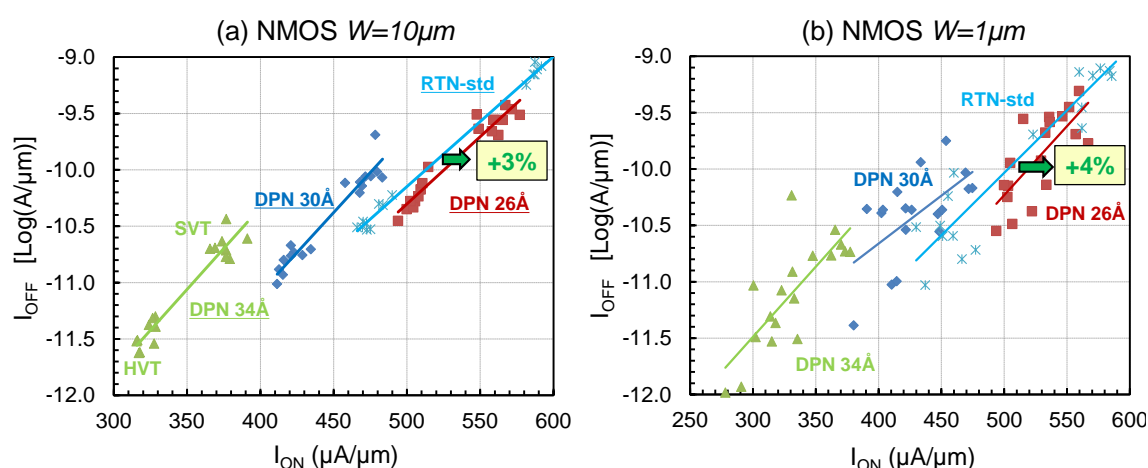 (a) NMOS W=10µm
-9.0
-9.5
-10.0
-10.5
-11.0
-11.5
-12.0
IOFF [Log(A/µm)]
RTN-std
+3%
DPN 30Å
DPN 26Å
SVT
DPN 34Å
HVT
300 350 400 450 500 550 600
ION (µA/µm)
(b) NMOS W=1µm
-9.0
-9.5
-10.0
-10.5
-11.0
-11.5
-12.0
IOFF [Log(A/µm)]
RTN-std
DPN 30Å
+4%
DPN 26Å
DPN 34Å
250 300 350 400 450 500 550 600
ION (µA/µm)